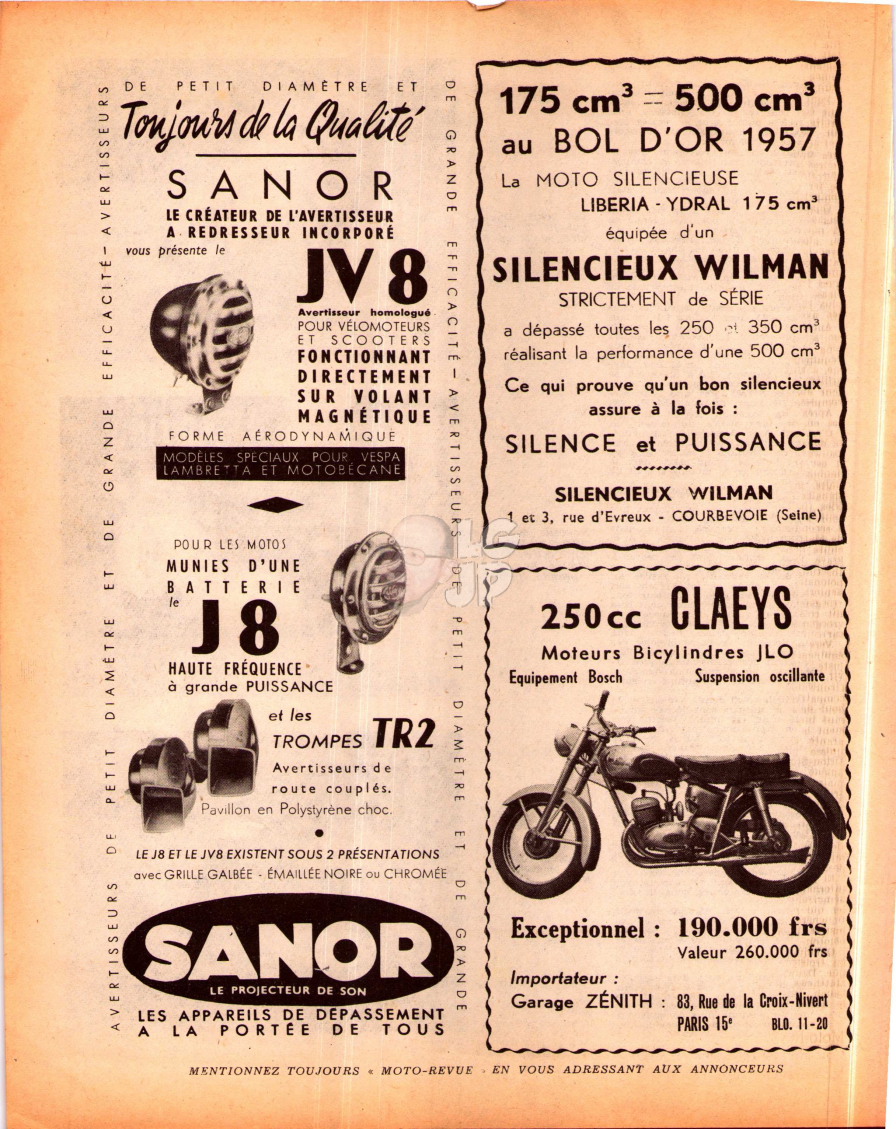 DE PETIT DIAMÈTRE ET
DE GRANDE EFFICACITÉ - AVERTISSEURS DE PETIT DIAMÈTRE ET DE GRANDE
AVERTISSEURS DE PETIT DIAMÈTRE ET DE GRANDE EFFICACITÉ - AVERTISSEURS
Toujours de la Qualité
SANOR
LE CRÉATEUR DE L'AVERTISSEUR
A REDRESSEUR INCORPORÉ
vous présente le
JV8
Avertisseur homologué
POUR VÉLOMOTEURS
ET SCOOTERS
FONCTIONNANT
DIRECTEMENT
SUR VOLANT
MAGNÉTIQUE
FORME AÉRODYNAMIQUE
MODÈLES SPECIAUX POUR VESPA
LAMBRETTA ET MOTOBÉCANE
POUR LES MOTOS
MUNIES D'UNE
BATTERIE
le
J8
HAUTE FRÉQUENCE
à grande PUISSANCE
et les
TROMPES TR2
Avertisseurs de
route couplés.
Pavillon en Polystyrène choc.
LE J8 ET LE JV8 EXISTENT SOUS 2 PRÉSENTATIONS
avec GRILLE GALBÉE - ÉMAILLÉE NOIRE ou CHROMÉE
SANOR
LE PROJECTEUR DE SON
LES APPAREILS DE DÉPASSEMENT
A LA PORTÉE DE TOUS
175 cm³ = 500 cm³
au BOL D'OR 1957
La MOTO SILENCIEUSE
LIBERIA - YDRAL 175 cm³
équipée d'un
SILENCIEUX WILMAN
STRICTEMENT de SÉRIE
a dépassé toutes les 250 et 350 cm³
réalisant la performance d'une 500 cm³
Ce qui prouve qu'un bon silencieux
assure à la fois :
SILENCE et PUISSANCE
SILENCIEUX WILMAN
1 et 3, rue d'Evreux - COURBEVOIE (Seine)
LG
JP
250cc CLAEYS
Moteurs Bicylindres JLO
Equipement Bosch Suspension oscillante
Exceptionnel : 190.000 frs
Valeur 260.000 frs
Importateur :
Garage ZÉNITH : 83, Rue de la Croix-Nivert
PARIS 15e BLO. 11-20
MENTIONNEZ TOUJOURS « MOTO-REVUE » EN VOUS ADRESSANT AUX ANNONCEURS